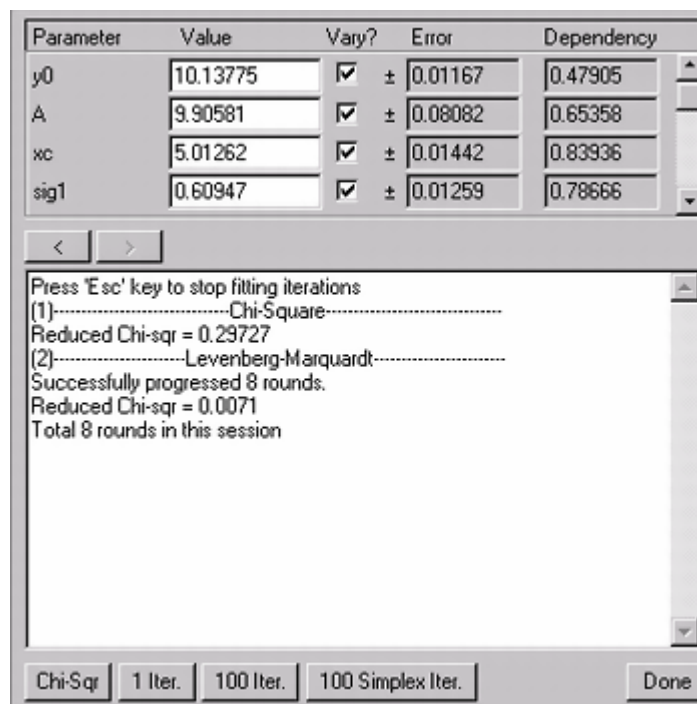 Parameter Value Vary? Error Dependency
y0 10.13775 ± 0.01167 0.47905
A 9.90581 ± 0.08082 0.65358
xc 5.01262 ± 0.01442 0.83936
sig1 0.60947 ± 0.01259 0.78666
< >
Press 'Esc' key to stop fitting iterations
(1)--------------------------------Chi-Square--------------------------------
Reduced Chi-sqr = 0.29727
(2)------------------------Levenberg-Marquardt------------------------
Successfully progressed 8 rounds.
Reduced Chi-sqr = 0.0071
Total 8 rounds in this session
Chi-Sqr 1 Iter. 100 Iter. 100 Simplex Iter. Done